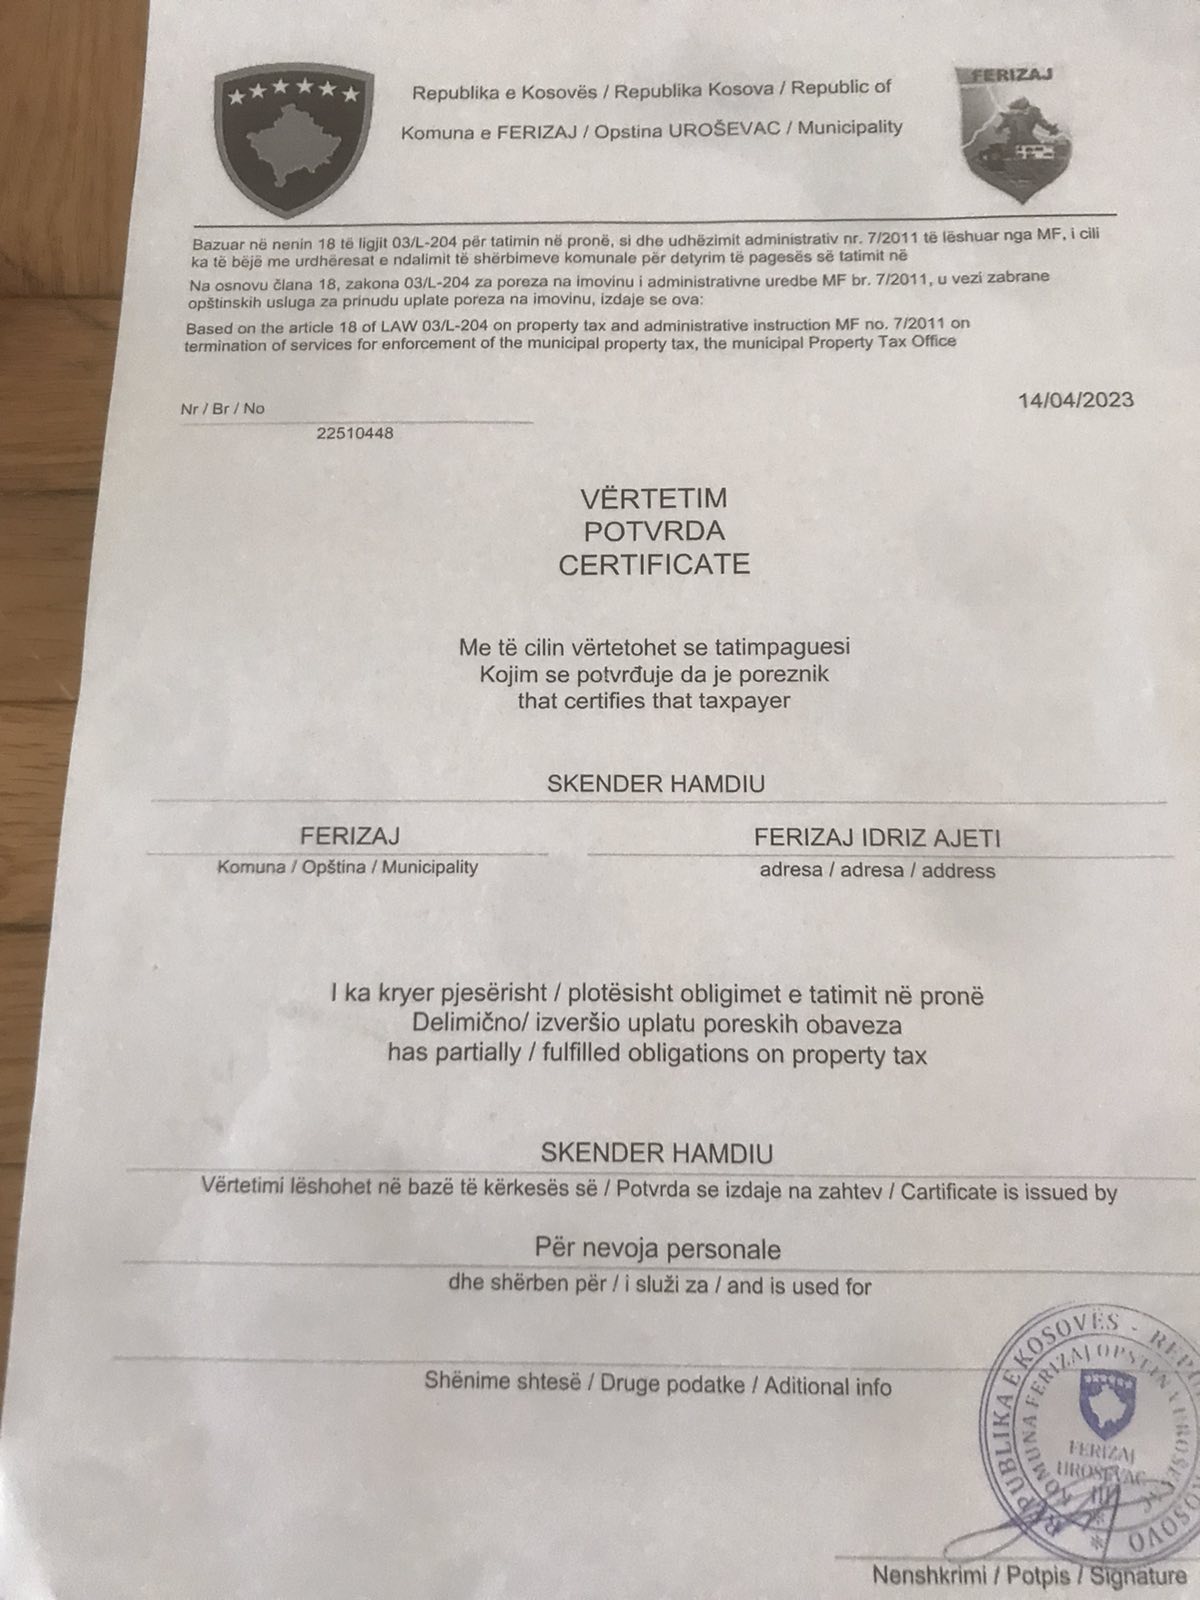 FERIZAJ
Republika e Kosovës / Republika Kosova / Republic of
Komuna e FERIZAJ / Opstina UROŠEVAC / Municipality
Bazuar në nenin 18 të ligjit 03/L-204 për tatimin në pronë, si dhe udhëzimit administrativ nr. 7/2011 të lëshuar nga MF, i cili
ka të bëjë me urdhëresat e ndalimit të shërbimeve komunale për detyrim të pagesës së tatimit në
Na osnovu člana 18, zakona 03/L-204 za poreza na imovinu i administrativne uredbe MF br. 7/2011, u vezi zabrane
opštinskih usluga za prinudu uplate poreza na imovinu, izdaje se ova:
Based on the article 18 of LAW 03/L-204 on property tax and administrative instruction MF no. 7/2011 on
termination of services for enforcement of the municipal property tax, the municipal Property Tax Office
Nr / Br / No
14/04/2023
22510448
VËRTETIM
POTVRDA
CERTIFICATE
Me të cilin vërtetohet se tatimpaguesi
Kojim se potvrđuje da je poreznik
that certifies that taxpayer
SKENDER HAMDIU
FERIZAJ
FERIZAJ IDRIZ AJETI
Komuna / Opština / Municipality
adresa / adresa / address
I ka kryer pjesërisht / plotësisht obligimet e tatimit në pronë
Delimično/ izveršio uplatu poreskih obaveza
has partially / fulfilled obligations on property tax
SKENDER HAMDIU
Vërtetimi lëshohet në bazë të kërkesës së / Potvrda se izdaje na zahtev / Cartificate is issued by
Për nevoja personale
dhe shërben për / i služi za / and is used for
Shënime shtesë / Druge podatke / Aditional info
REPUBLIKA E KOSOVËS - REPU
KOSOVO
KOMUNA FERIZAJ OPSTINA UROSEVAC
FERIZAJ
UROSEVAC
III
Nenshkrimi / Potpis / Signature